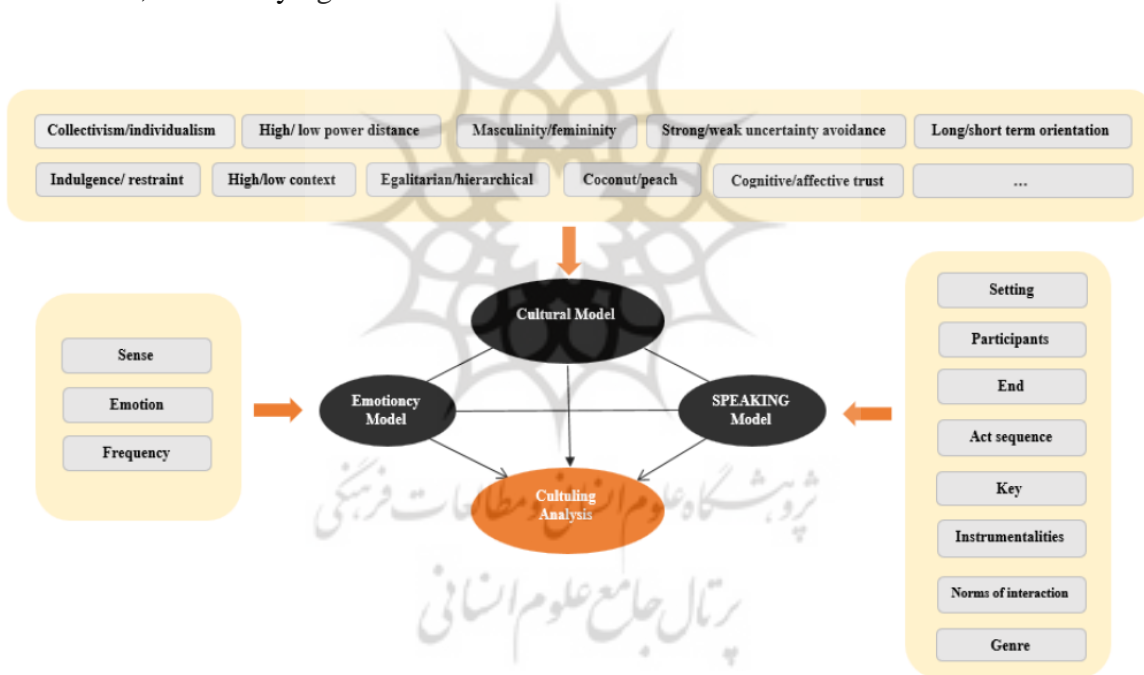 Collectivism/individualism
High/ low power distance
Masculinity/femininity
Strong/weak uncertainty avoidance
Long/short term orientation
Indulgence/ restraint
High/low context
Egalitarian/hierarchical
Coconut/peach
Cognitive/affective trust
...
Cultural Model
Sense
Emotion
Frequency
Emotioncy
Model
SPEAKING
Model
Cultuling
Analysis
Setting
Participants
End
Act sequence
Key
Instrumentalities
Norms of interaction
Genre
پژوهشگاه علوم انسانی و مطالعات فرهنگی
پرتال جامع علوم انسانی